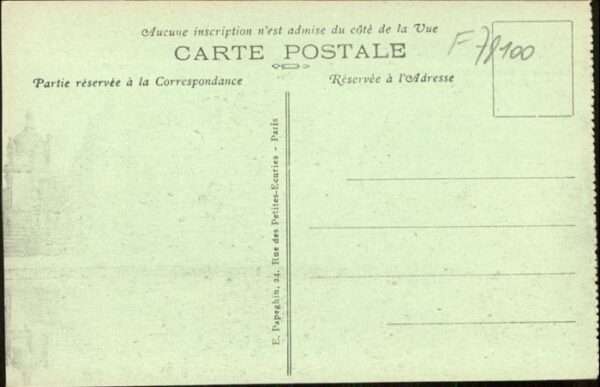 Aucune inscription n'est admise du côté de la Vue
CARTE POSTALE
Partie réservée à la Correspondance
Réservée à l'Adresse
F-78100
E. Papeghin, 24, Rue des Petites-Ecuries - Paris